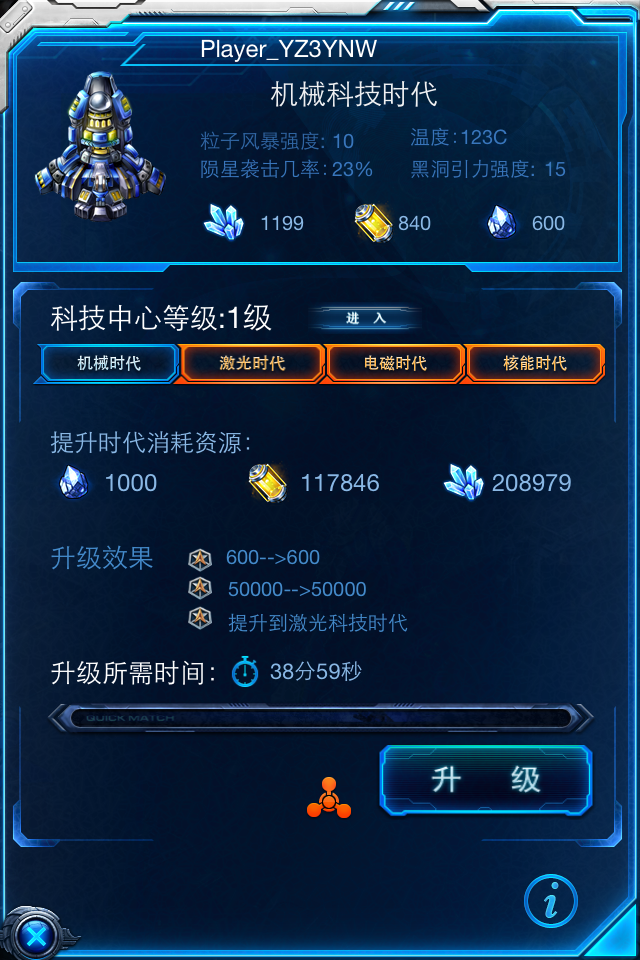 Player_YZ3YNW
机械科技时代
粒子风暴强度: 10 温度:123C
陨星袭击几率:23% 黑洞引力强度: 15
1199 840 600
科技中心等级:1级 进 入
机械时代 激光时代 电磁时代 核能时代
提升时代消耗资源:
1000 117846 208979
升级效果 600-->600
50000-->50000
提升到激光科技时代
升级所需时间: 38分59秒
QUICK MATCH
升 级
i